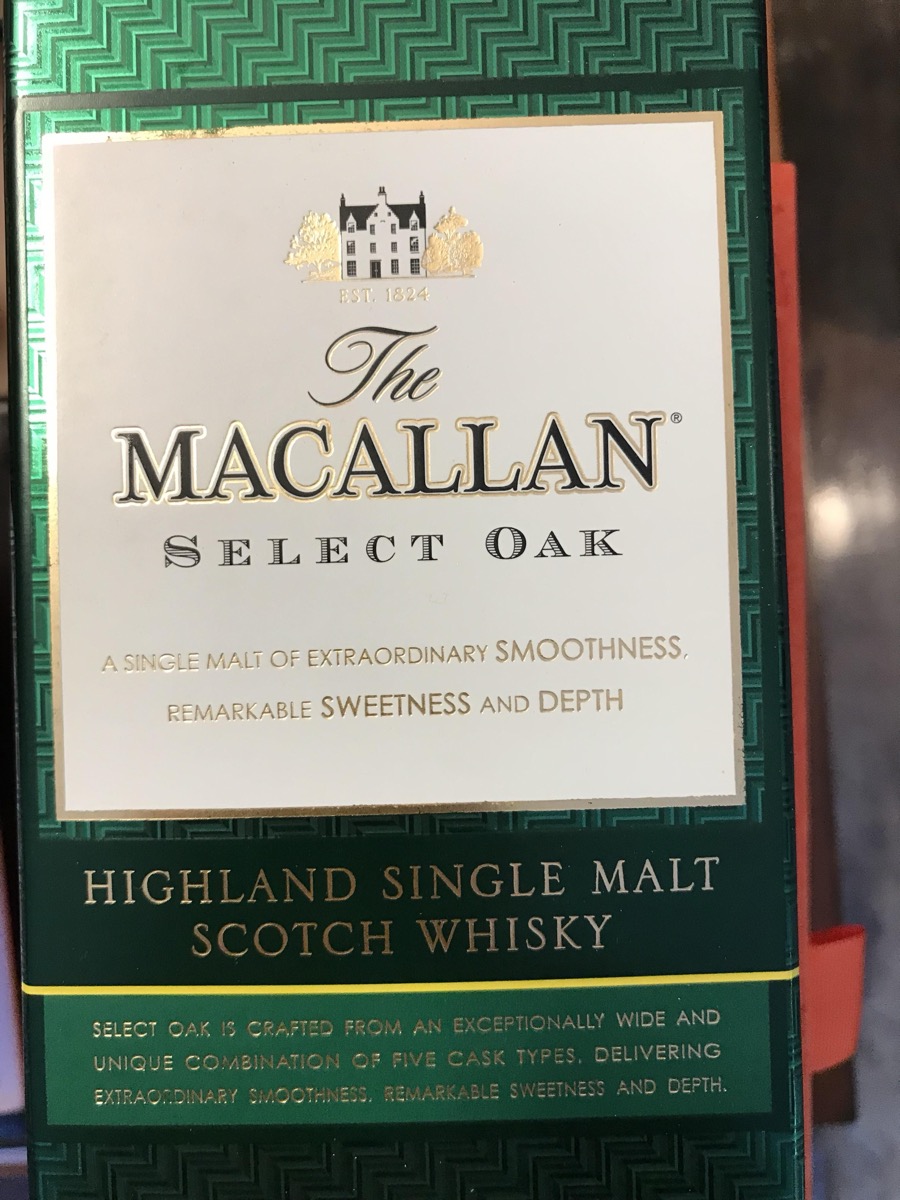 EST. 1824
The
MACALLAN®
SELECT OAK
A SINGLE MALT OF EXTRAORDINARY SMOOTHNESS,
REMARKABLE SWEETNESS AND DEPTH
HIGHLAND SINGLE MALT
SCOTCH WHISKY
SELECT OAK IS CRAFTED FROM AN EXCEPTIONALLY WIDE AND
UNIQUE COMBINATION OF FIVE CASK TYPES, DELIVERING
EXTRAORDINARY SMOOTHNESS, REMARKABLE SWEETNESS AND DEPTH.